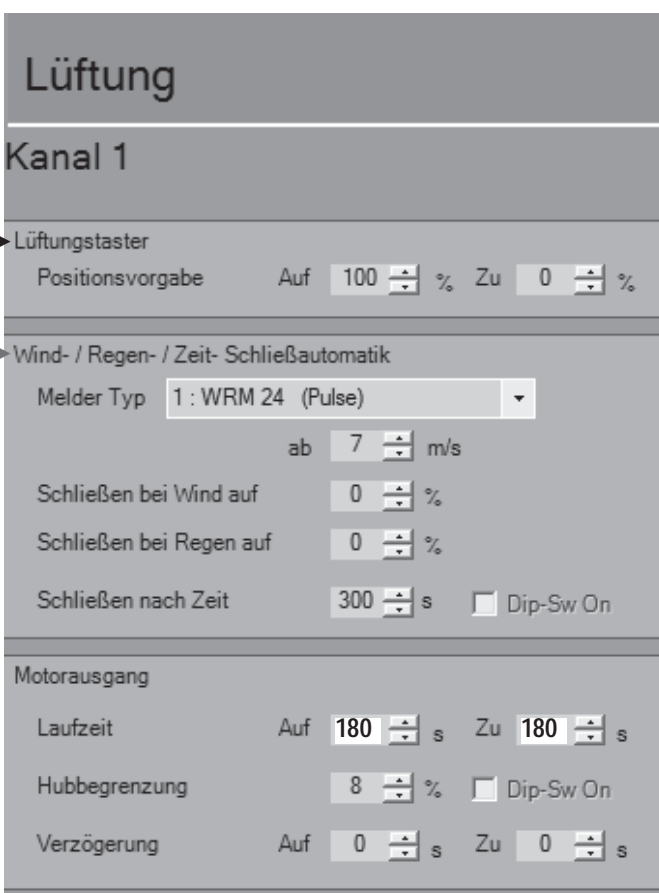 Lüftung
Kanal 1
Lüftungstaster
Positionsvorgabe Auf 100 % Zu 0 %
Wind- / Regen- / Zeit- Schließautomatik
Melder Typ 1 : WRM 24 (Pulse)
ab 7 m/s
Schließen bei Wind auf 0 %
Schließen bei Regen auf 0 %
Schließen nach Zeit 300 s Dip-Sw On
Motorausgang
Laufzeit Auf 180 s Zu 180 s
Hubbegrenzung 8 % Dip-Sw On
Verzögerung Auf 0 s Zu 0 s